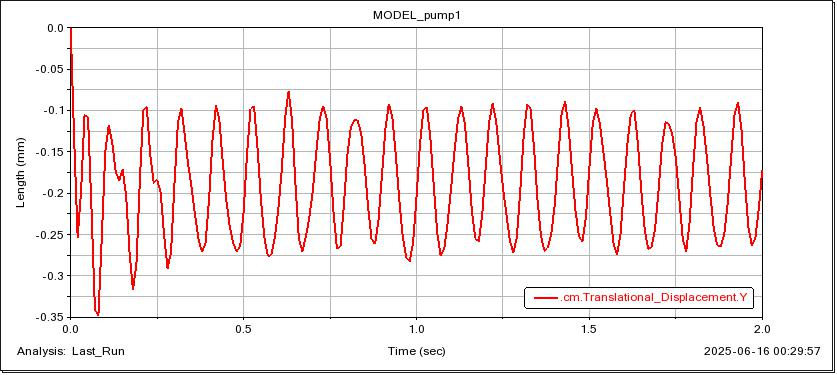 MODEL_pump1
0.0
-0.05
-0.1
-0.15
-0.2
-0.25
-0.3
-0.35
Length (mm)
.cm.Translational_Displacement.Y
0.0 0.5 1.0 1.5 2.0
Analysis: Last_Run Time (sec) 2025-06-16 00:29:57